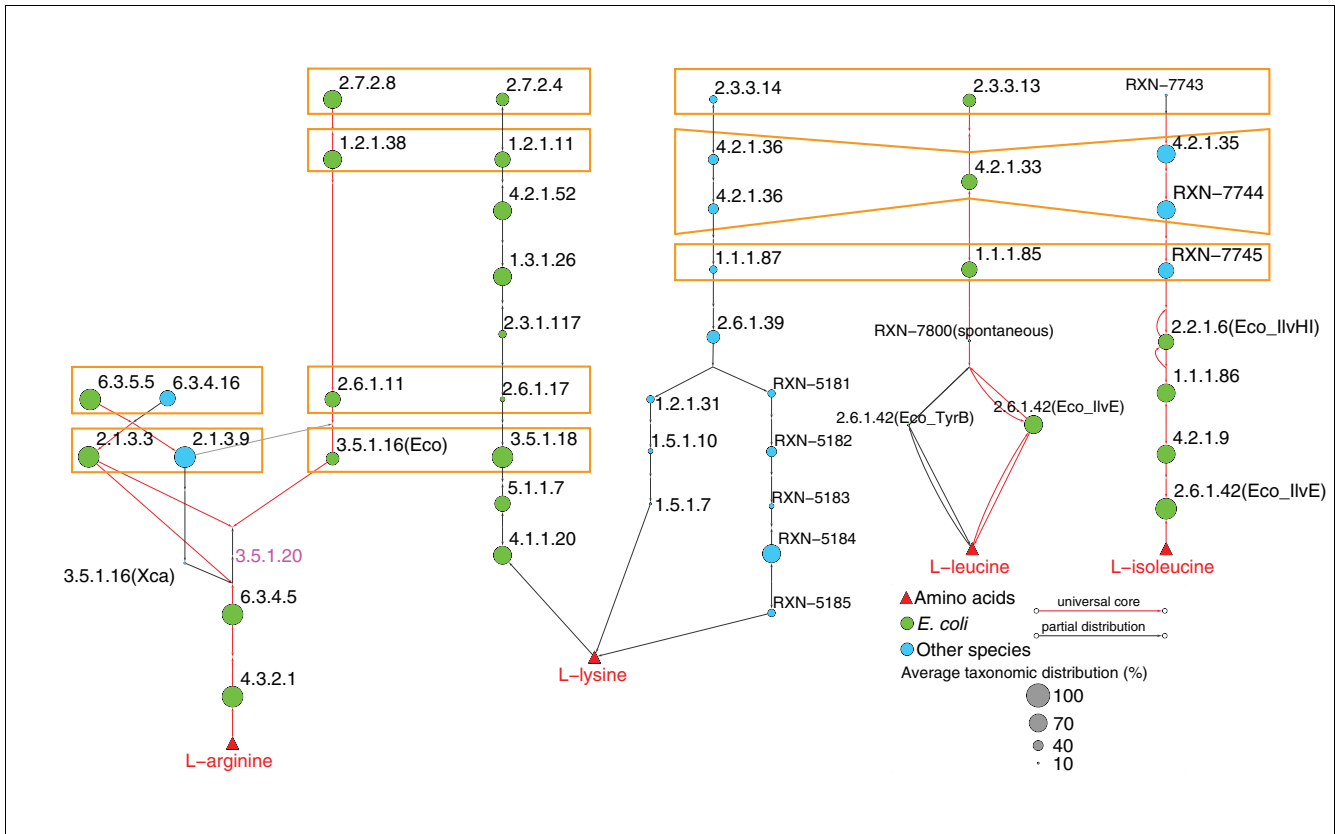 2.7.2.8
2.7.2.4
2.3.3.14
2.3.3.13
RXN−7743
1.2.1.38
1.2.1.11
4.2.1.36
4.2.1.33
4.2.1.35
4.2.1.52
4.2.1.36
RXN−7744
1.3.1.26
1.1.1.87
1.1.1.85
RXN−7745
2.3.1.117
2.6.1.39
RXN−7800(spontaneous)
2.2.1.6(Eco_IlvHI)
6.3.5.5
6.3.4.16
2.6.1.11
2.6.1.17
1.2.1.31
RXN−5181
2.6.1.42(Eco_TyrB)
2.6.1.42(Eco_IlvE)
1.1.1.86
2.1.3.3
2.1.3.9
3.5.1.16(Eco)
3.5.1.18
1.5.1.10
RXN−5182
4.2.1.9
5.1.1.7
1.5.1.7
RXN−5183
2.6.1.42(Eco_IlvE)
3.5.1.20
3.5.1.16(Xca)
4.1.1.20
RXN−5184
L−leucine
L−isoleucine
6.3.4.5
RXN−5185
Amino acids
universal core
E. coli
partial distribution
Other species
L−lysine
Average taxonomic distribution (%)
4.3.2.1
100
70
40
10
L−arginine